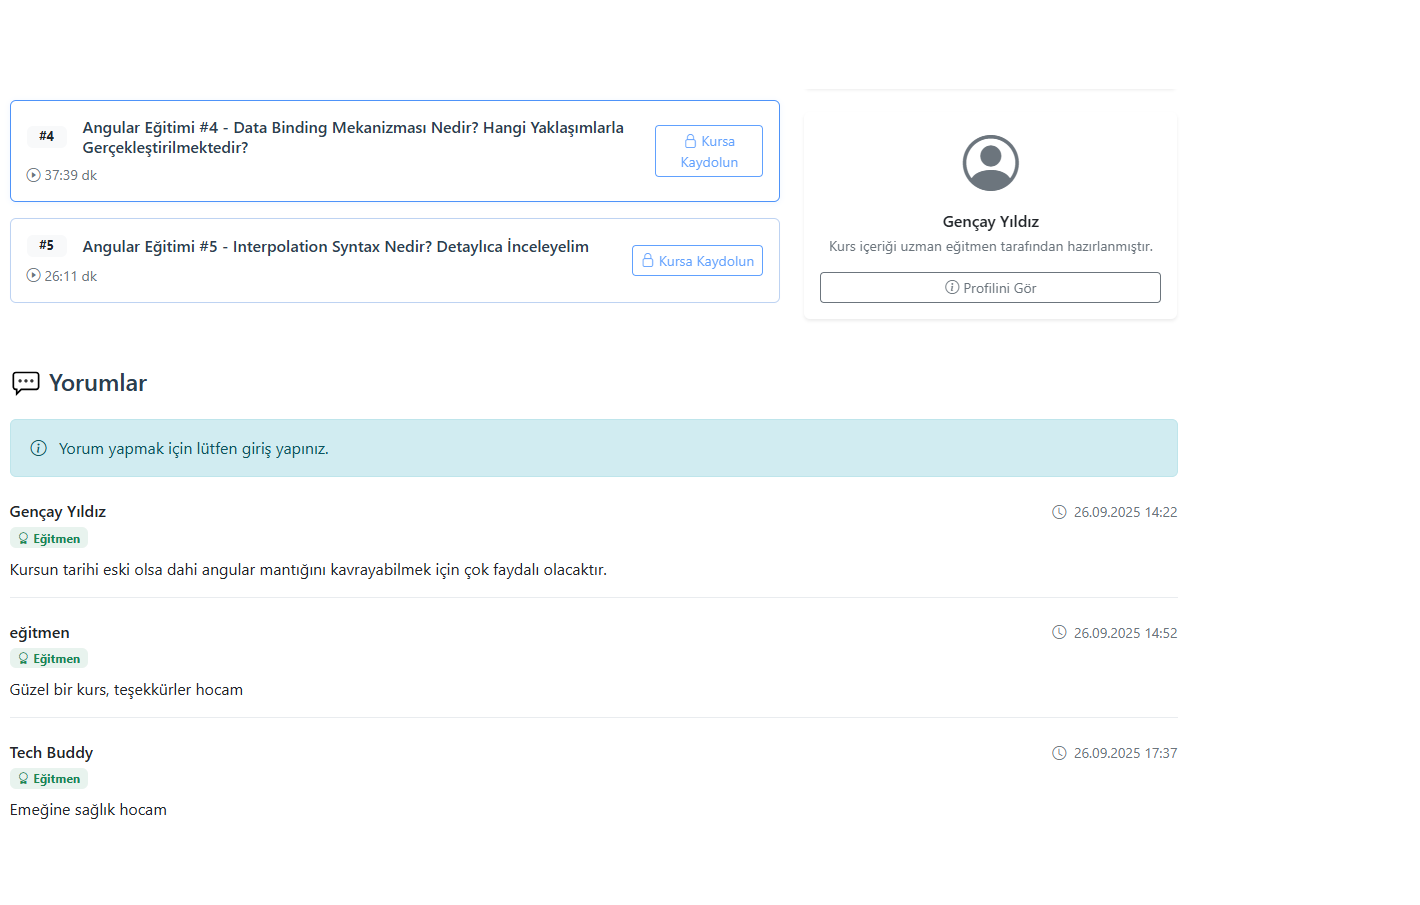 #4
Angular Eğitimi #4 - Data Binding Mekanizması Nedir? Hangi Yaklaşımlarla
Gerçekleştirilmektedir?
37:39 dk
Kursa
Kaydolun
#5
Angular Eğitimi #5 - Interpolation Syntax Nedir? Detaylıca İnceleyelim
26:11 dk
Kursa Kaydolun
Gençay Yıldız
Kurs içeriği uzman eğitmen tarafından hazırlanmıştır.
Profilini Gör
Yorumlar
Yorum yapmak için lütfen giriş yapınız.
Gençay Yıldız
26.09.2025 14:22
Eğitmen
Kursun tarihi eski olsa dahi angular mantığını kavrayabilmek için çok faydalı olacaktır.
eğitmen
26.09.2025 14:52
Eğitmen
Güzel bir kurs, teşekkürler hocam
Tech Buddy
26.09.2025 17:37
Eğitmen
Emeğine sağlık hocam